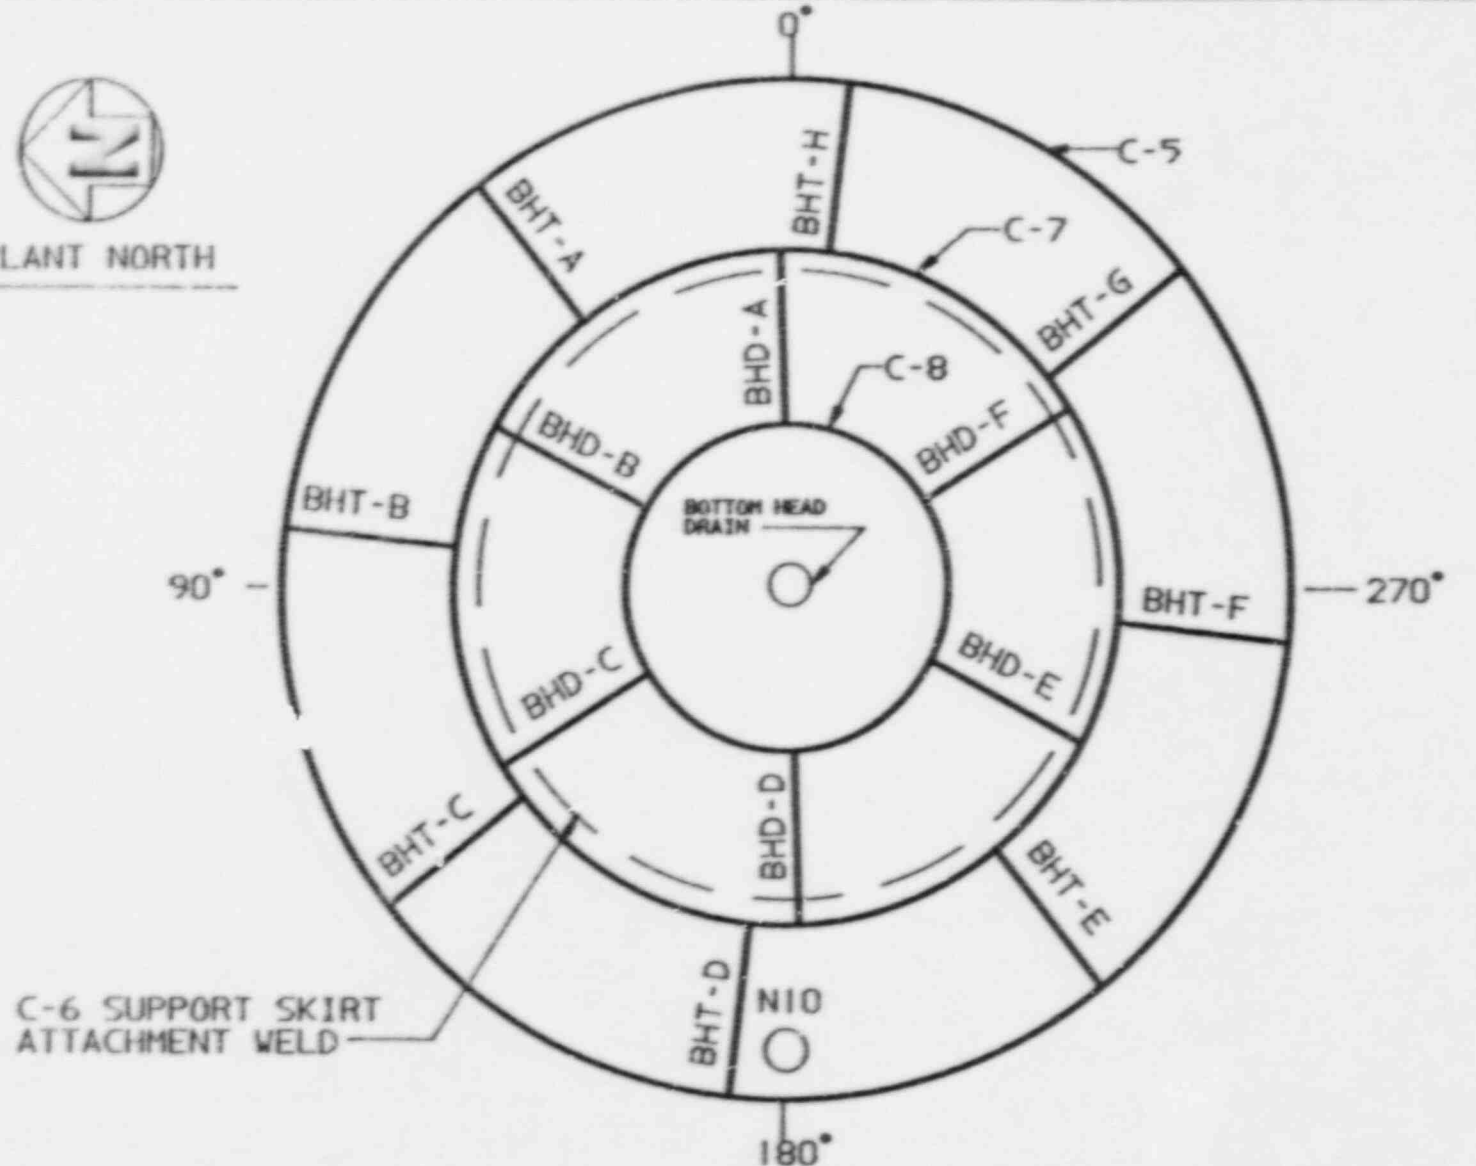 0°
N
LANT NORTH
C-5
BHT-H
BHT-A
C-7
BHT-G
BHD-A
C-8
BHD-F
BHD-B
BHT-B
BOTTOM HEAD
DRAIN
90°
270°
BHT-F
BHD-C
BHD-E
BHT-C
BHD-D
BHT-E
BHT-D
N10
C-6 SUPPORT SKIRT
ATTACHMENT WELD
180°